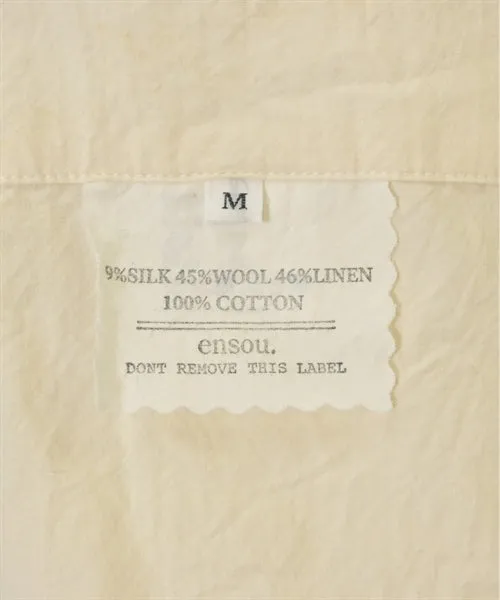 M
9%SILK 45%WOOL 46%LINEN
100% COTTON
ensou.
DONT REMOVE THIS LABEL